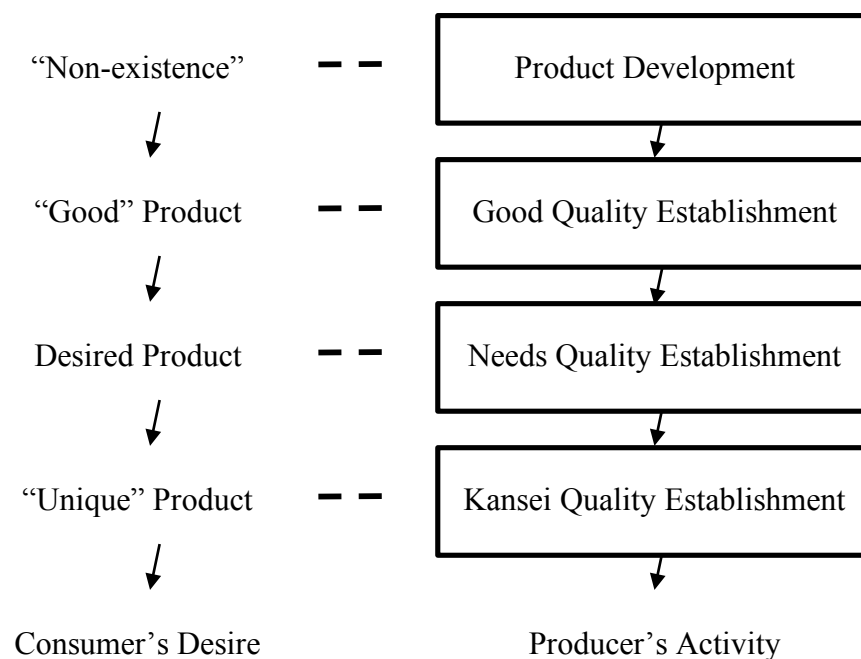 “Non-existence”
Product Development
“Good” Product
Good Quality Establishment
Desired Product
Needs Quality Establishment
“Unique” Product
Kansei Quality Establishment
Consumer’s Desire
Producer’s Activity